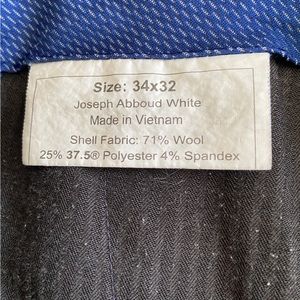 Size: 34x32
Joseph Abboud White
Made in Vietnam
Shell Fabric: 71% Wool
25% 37.5® Polyester 4% Spandex